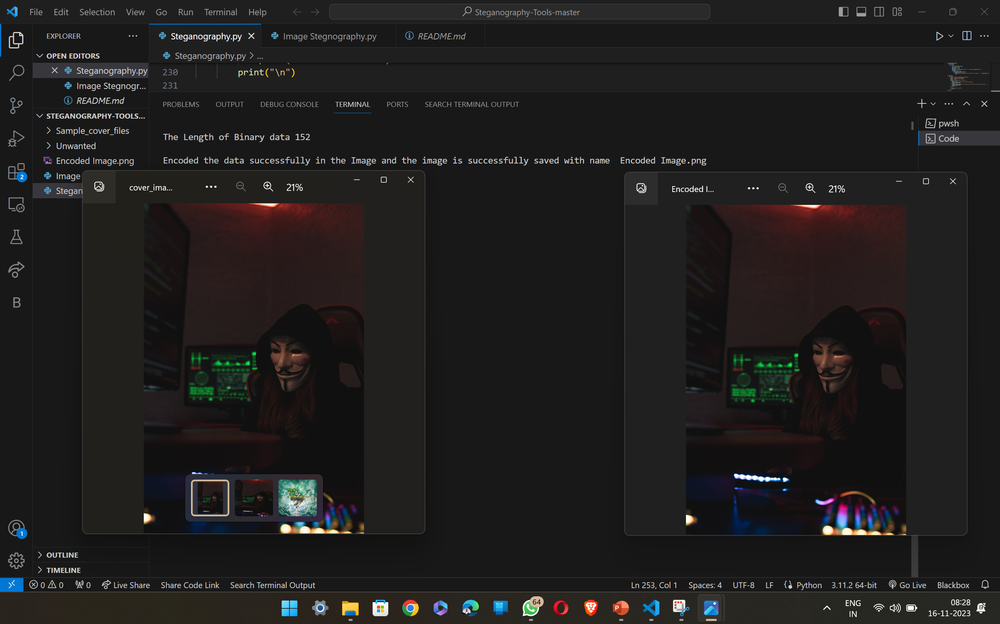 File Edit Selection View Go Run Terminal Help
Steganography-Tools-master
EXPLORER
OPEN EDITORS
Steganography.py
Image Stegnogr...
README.md
STEGANOGRAPHY-TOOLS...
Sample_cover_files
Unwanted
Encoded Image.png
Image
Stegan
2
B
1
OUTLINE
TIMELINE
Steganography.py
Image Stegnography.py
README.md
Steganography.py > ...
230 print("\n")
231
PROBLEMS OUTPUT DEBUG CONSOLE TERMINAL PORTS SEARCH TERMINAL OUTPUT
pwsh
Code
The Length of Binary data 152
Encoded the data successfully in the Image and the image is successfully saved with name  Encoded Image.png
cover_ima... ... 21%
Encoded I... ... 21%
0 0 0 Live Share Share Code Link Search Terminal Output
Ln 253, Col 1 Spaces: 4 UTF-8 LF Python 3.11.2 64-bit Go Live Blackbox
64
P
ENG
IN
08:28
16-11-2023